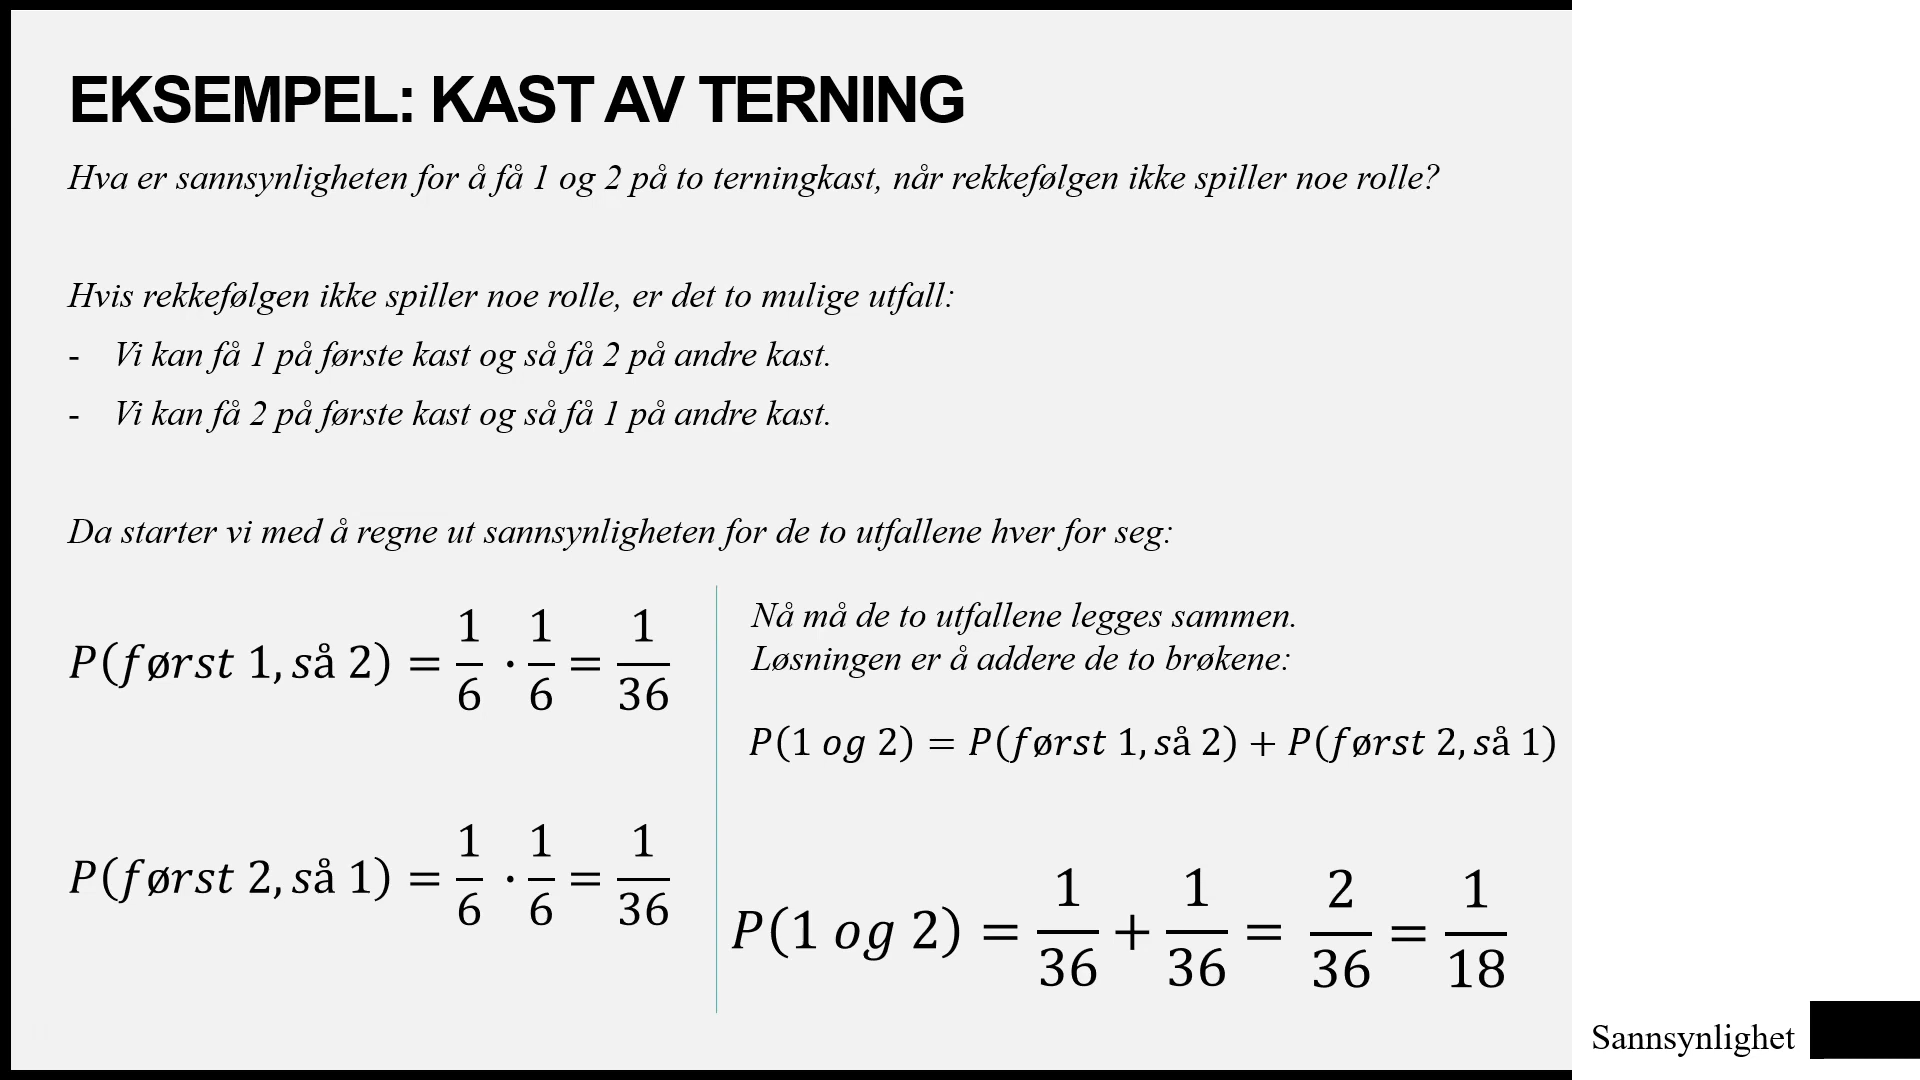 EKSEMPEL: KAST AV TERNING
Hva er sannsynligheten for å få 1 og 2 på to terningkast, når rekkefølgen ikke spiller noe rolle?
Hvis rekkefølgen ikke spiller noe rolle, er det to mulige utfall:
- Vi kan få 1 på første kast og så få 2 på andre kast.
- Vi kan få 2 på første kast og så få 1 på andre kast.
Da starter vi med å regne ut sannsynligheten for de to utfallene hver for seg:
P(først 1, så 2) = 1/6 · 1/6 = 1/36
P(først 2, så 1) = 1/6 · 1/6 = 1/36
Nå må de to utfallene legges sammen.
Løsningen er å addere de to brøkene:
P(1 og 2) = P(først 1, så 2) + P(først 2, så 1)
P(1 og 2) = 1/36 + 1/36 = 2/36 = 1/18
Sannsynlighet